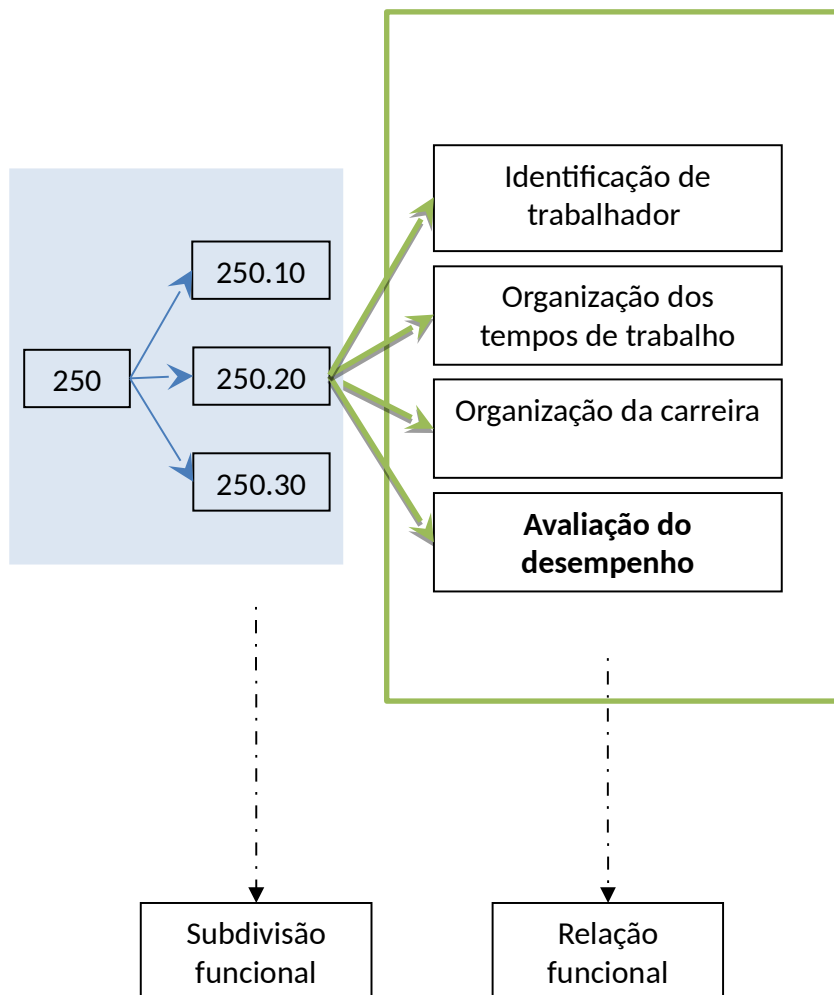 250
250.10
250.20
250.30
Identificação de
trabalhador
Organização dos
tempos de trabalho
Organização da carreira
Avaliação do
desempenho
Subdivisão
funcional
Relação
funcional